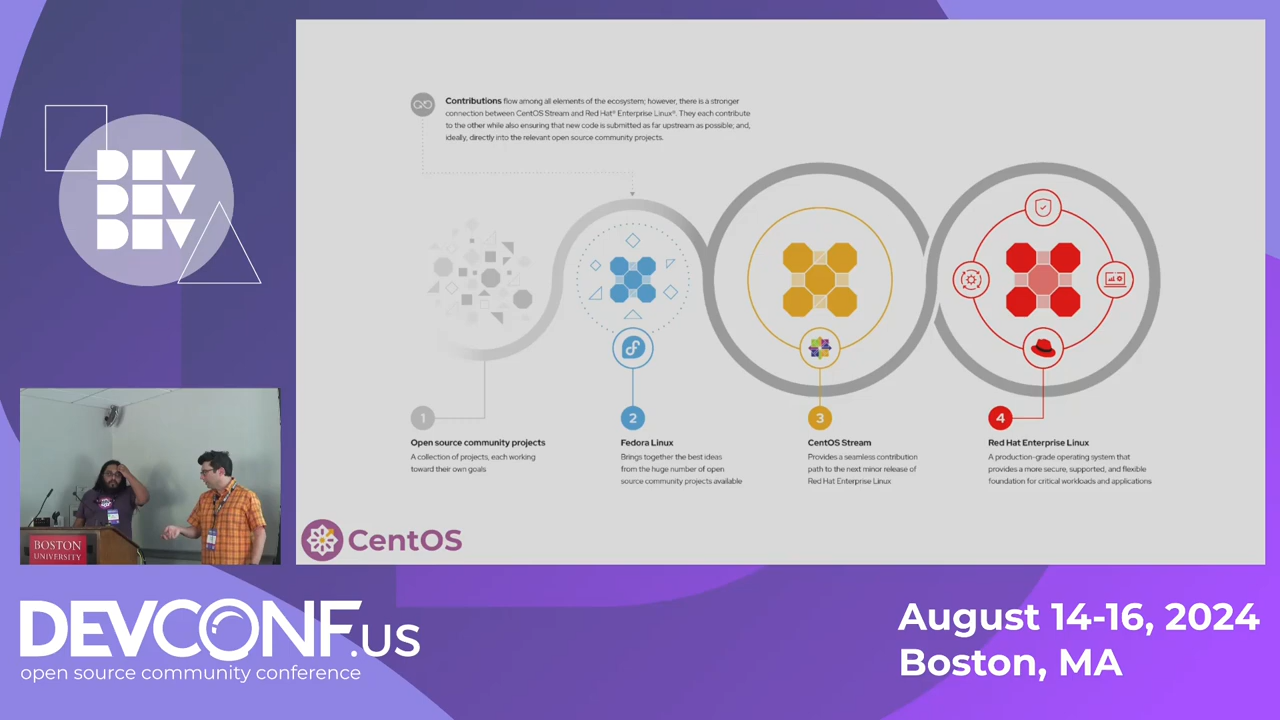 Contributions flow among all elements of the ecosystem; however, there is a stronger
connection between CentOS Stream and Red Hat® Enterprise Linux®. They each contribute
to the other while also ensuring that new code is submitted as far upstream as possible; and,
ideally, directly into the relevant open source community projects.
DEV
DEV
DEV
1
Open source community projects
A collection of projects, each working
toward their own goals
2
Fedora Linux
Brings together the best ideas
from the huge number of open
source community projects available
3
CentOS Stream
Provides a seamless contribution
path to the next minor release of
Red Hat Enterprise Linux
4
Red Hat Enterprise Linux
A production-grade operating system that
provides a more secure, supported, and flexible
foundation for critical workloads and applications
CentOS
BOSTON
UNIVERSITY
DEVCONF.US
open source community conference
August 14-16, 2024
Boston, MA